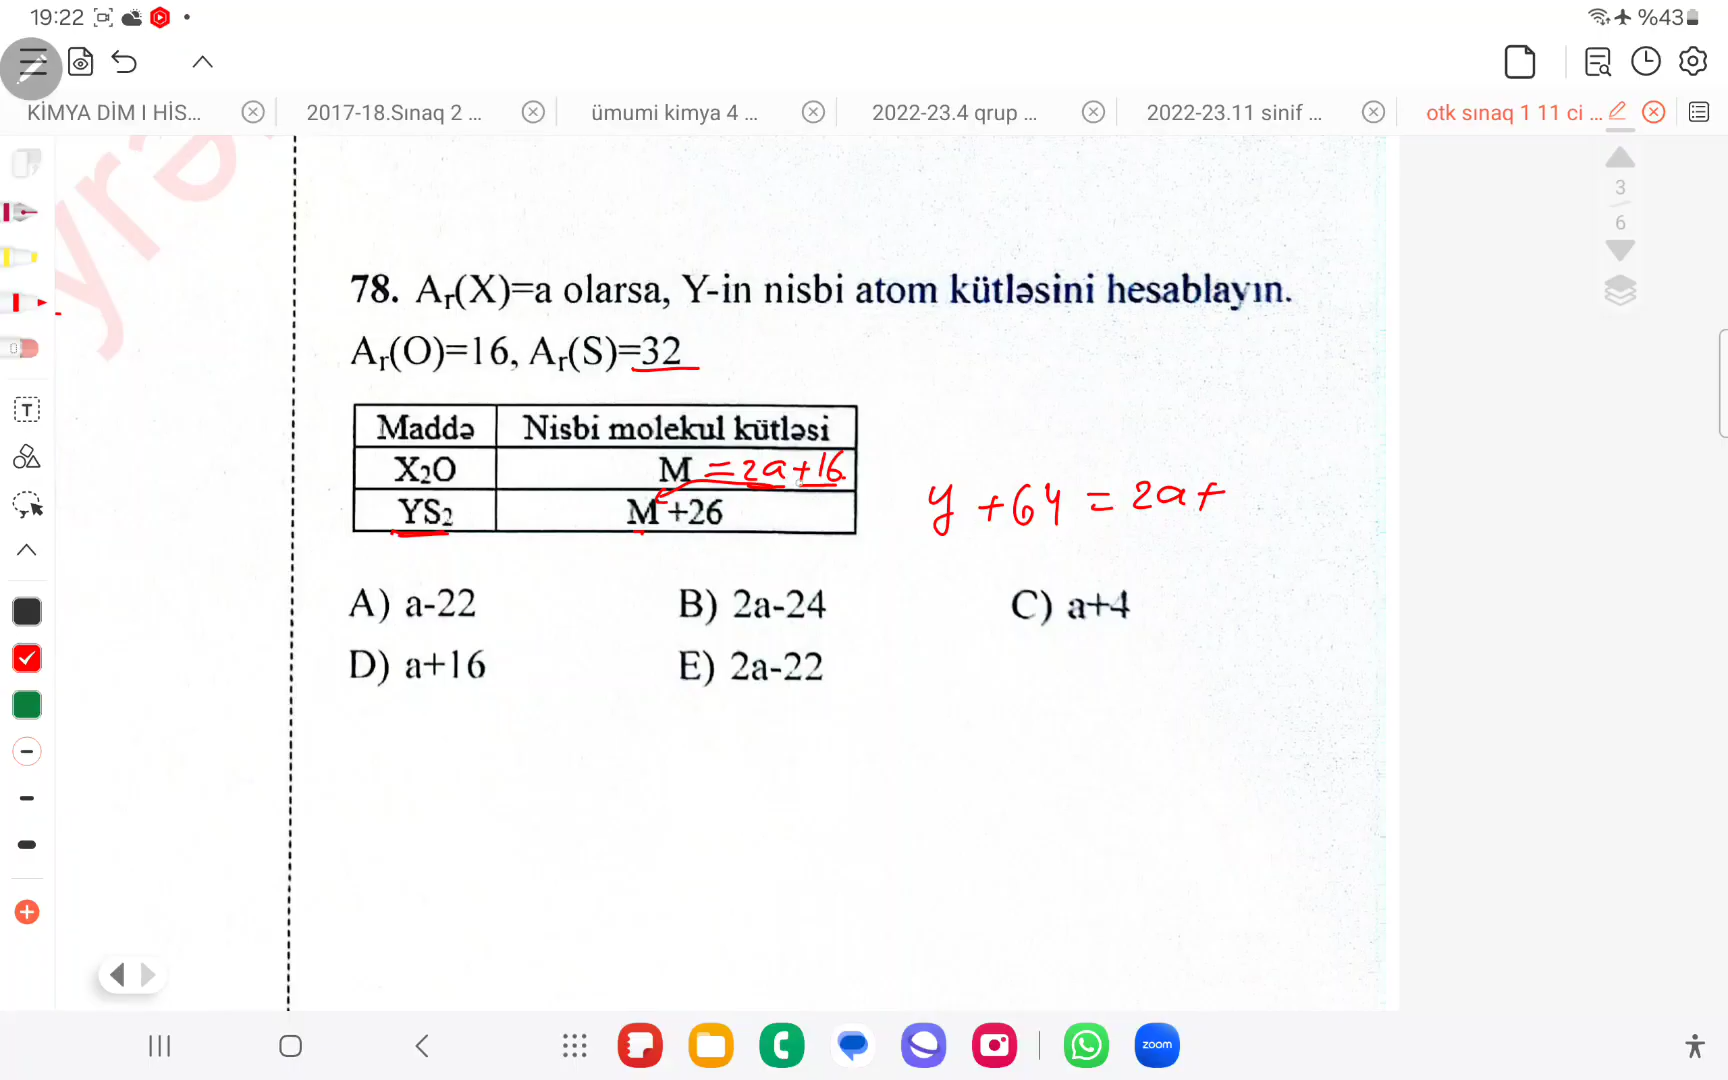 19:22
%43
KİMYA DİM I HİS...
2017-18.Sınaq 2 ...
ümumi kimya 4 ...
2022-23.4 qrup ...
2022-23.11 sinif ...
otk sınaq 1 11 ci ...
3
6
yrə
78. Ar(X)=a olarsa, Y-in nisbi atom kütləsini hesablayın.
Ar(O)=16, Ar(S)=32
Maddə Nisbi molekul kütləsi
X₂O M = 2a+16
YS₂ M+26
y + 64 = 2a+
A) a-22 B) 2a-24 C) a+4
D) a+16 E) 2a-22
T
zoom